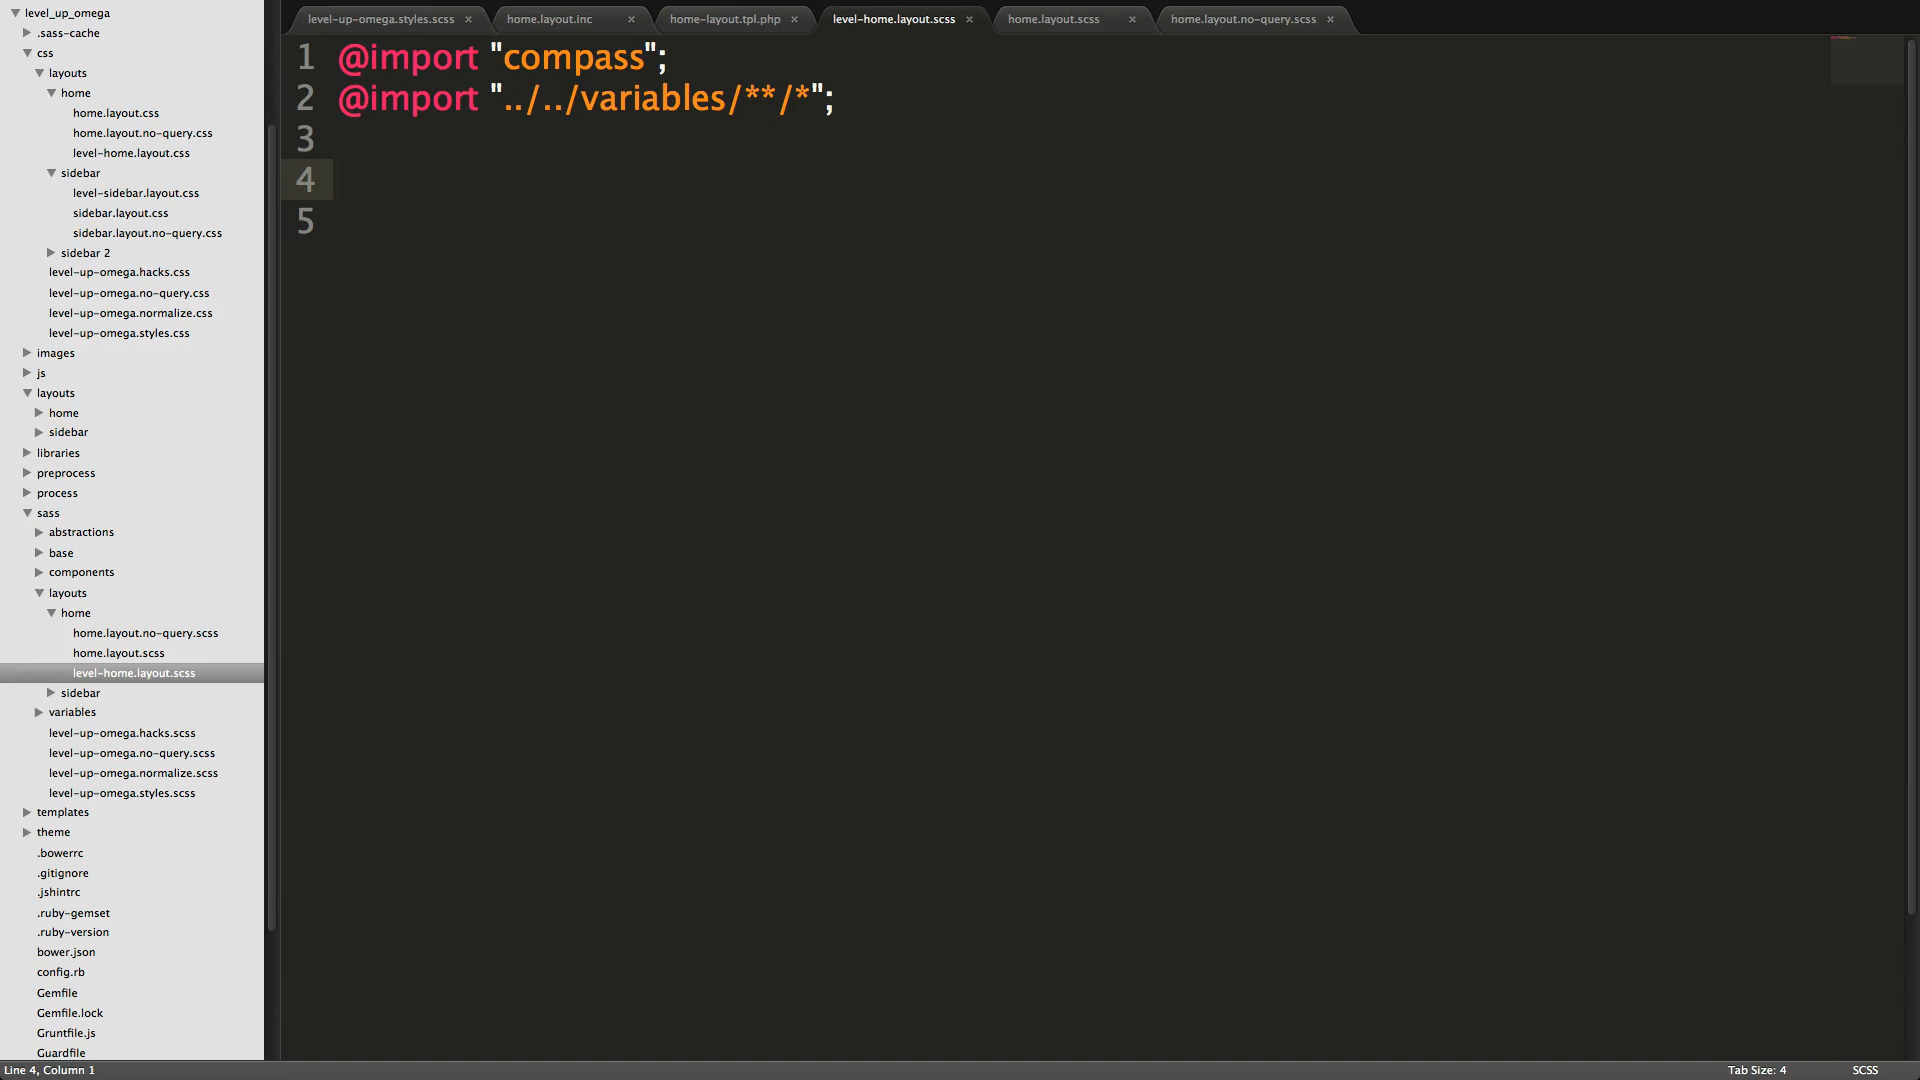 level_up_omega
.sass-cache
css
layouts
home
home.layout.css
home.layout.no-query.css
level-home.layout.css
sidebar
level-sidebar.layout.css
sidebar.layout.css
sidebar.layout.no-query.css
sidebar 2
level-up-omega.hacks.css
level-up-omega.no-query.css
level-up-omega.normalize.css
level-up-omega.styles.css
images
js
layouts
home
sidebar
libraries
preprocess
process
sass
abstractions
base
components
layouts
home
home.layout.no-query.scss
home.layout.scss
level-home.layout.scss
sidebar
variables
level-up-omega.hacks.scss
level-up-omega.no-query.scss
level-up-omega.normalize.scss
level-up-omega.styles.scss
templates
theme
.bowerrc
.gitignore
.jshintrc
.ruby-gemset
.ruby-version
bower.json
config.rb
Gemfile
Gemfile.lock
Gruntfile.js
Guardfile
level-up-omega.styles.scss × home.layout.inc × home-layout.tpl.php × level-home.layout.scss × home.layout.scss × home.layout.no-query.scss ×
1 @import "compass";
2 @import "../../variables/**/*";
3
4
5
Line 4, Column 1 Tab Size: 4 SCSS